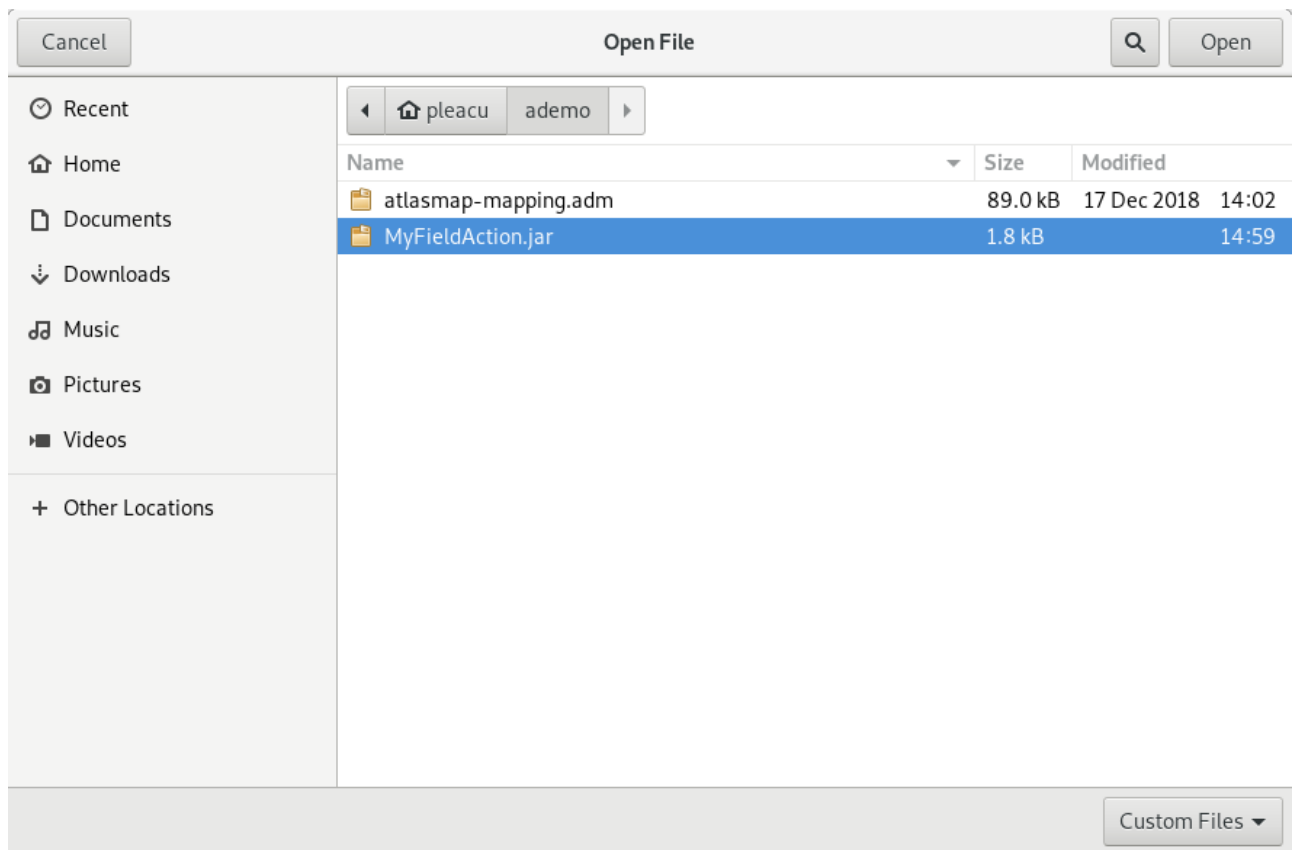 Cancel Open File Open
Recent
pleacu ademo
Home
Name Size Modified
atlasmap-mapping.adm 89.0 kB 17 Dec 2018 14:02
Documents
MyFieldAction.jar 1.8 kB 14:59
Downloads
Music
Pictures
Videos
+ Other Locations
Custom Files